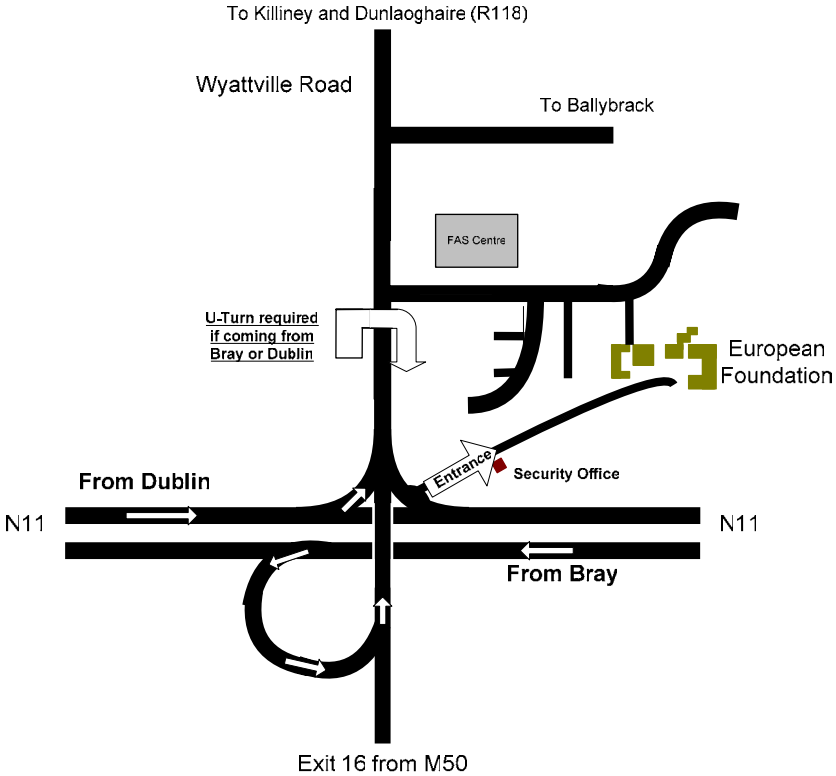 To Killiney and Dunlaoghaire (R118)
Wyattville Road
To Ballybrack
FAS Centre
U-Turn required
if coming from
Bray or Dublin
European
Foundation
Entrance
Security Office
From Dublin
N11
N11
From Bray
Exit 16 from M50